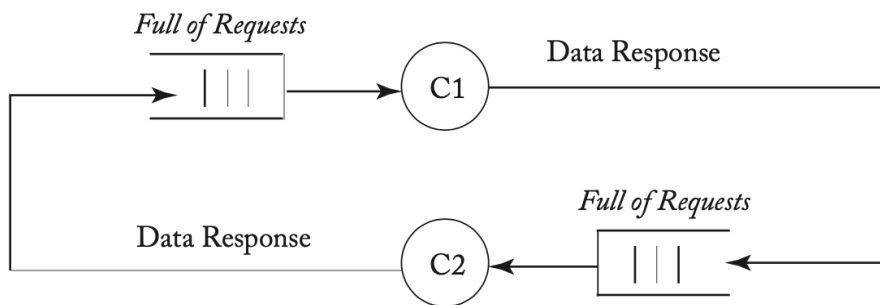 Full of Requests
C1
Data Response
Full of Requests
Data Response
C2